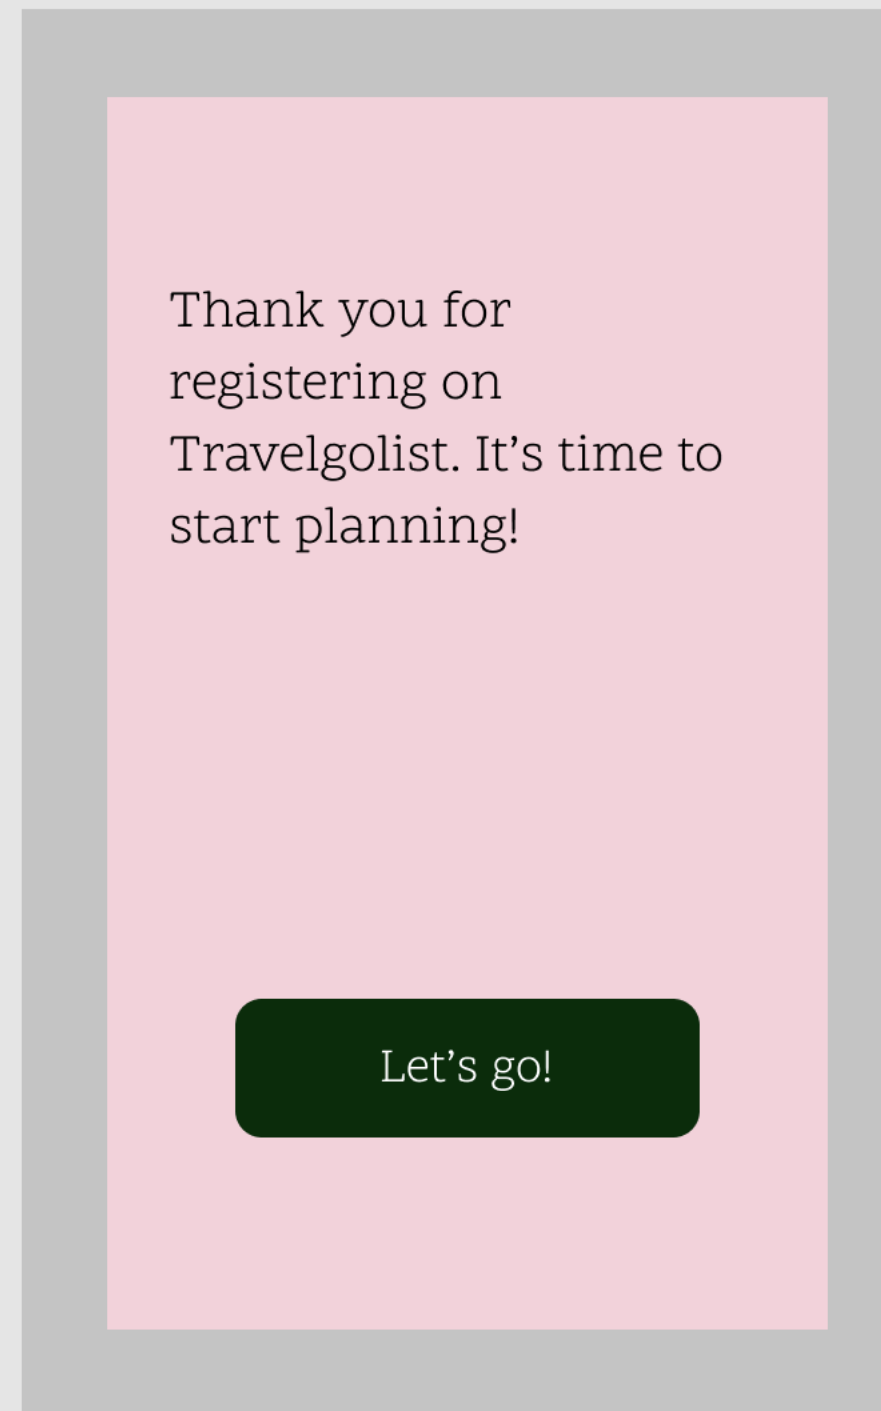 Thank you for
registering on
Travelgolist. It’s time to
start planning!
Let’s go!